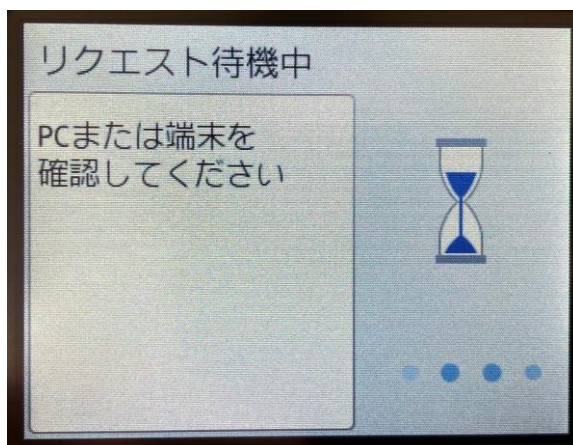 リクエスト待機中
PCまたは端末を
確認してください